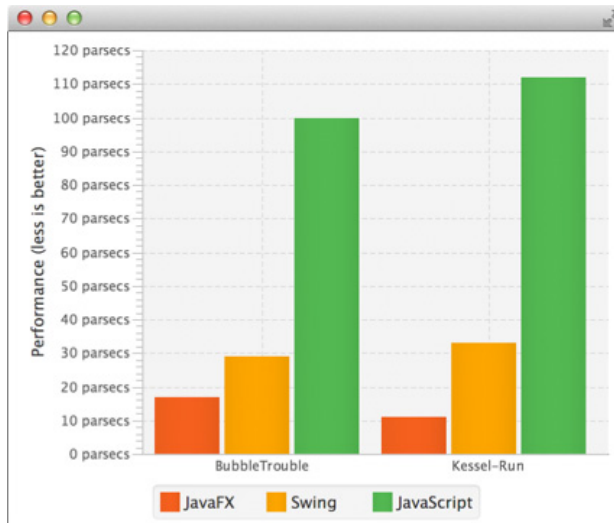 120 parsecs
110 parsecs
100 parsecs
90 parsecs
80 parsecs
70 parsecs
60 parsecs
50 parsecs
40 parsecs
30 parsecs
20 parsecs
10 parsecs
0 parsecs
Performance (less is better)
BubbleTrouble Kessel-Run
JavaFX Swing JavaScript